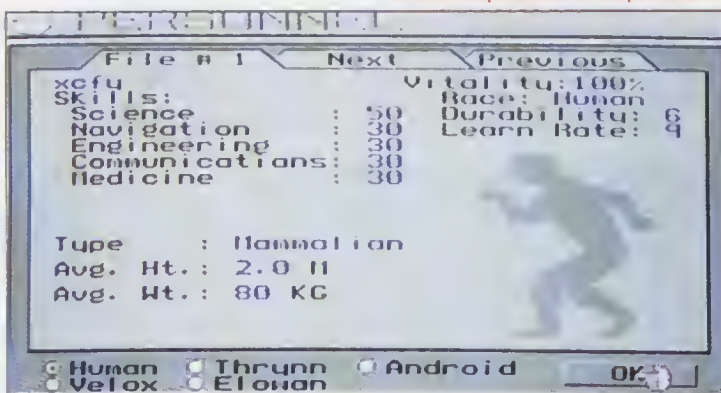 PERSONNEL
File # 1 Next Previous
xcfu Vitality:100%
Skills: Race: Human
Science : 50 Durability: 6
Navigation : 30 Learn Rate: 9
Engineering : 30
Communications: 30
Medicine : 30
Type : Mammalian
Avg. Ht.: 2.0 M
Avg. Wt.: 80 KG
Human Thrynn Android OK
Velox Elowan